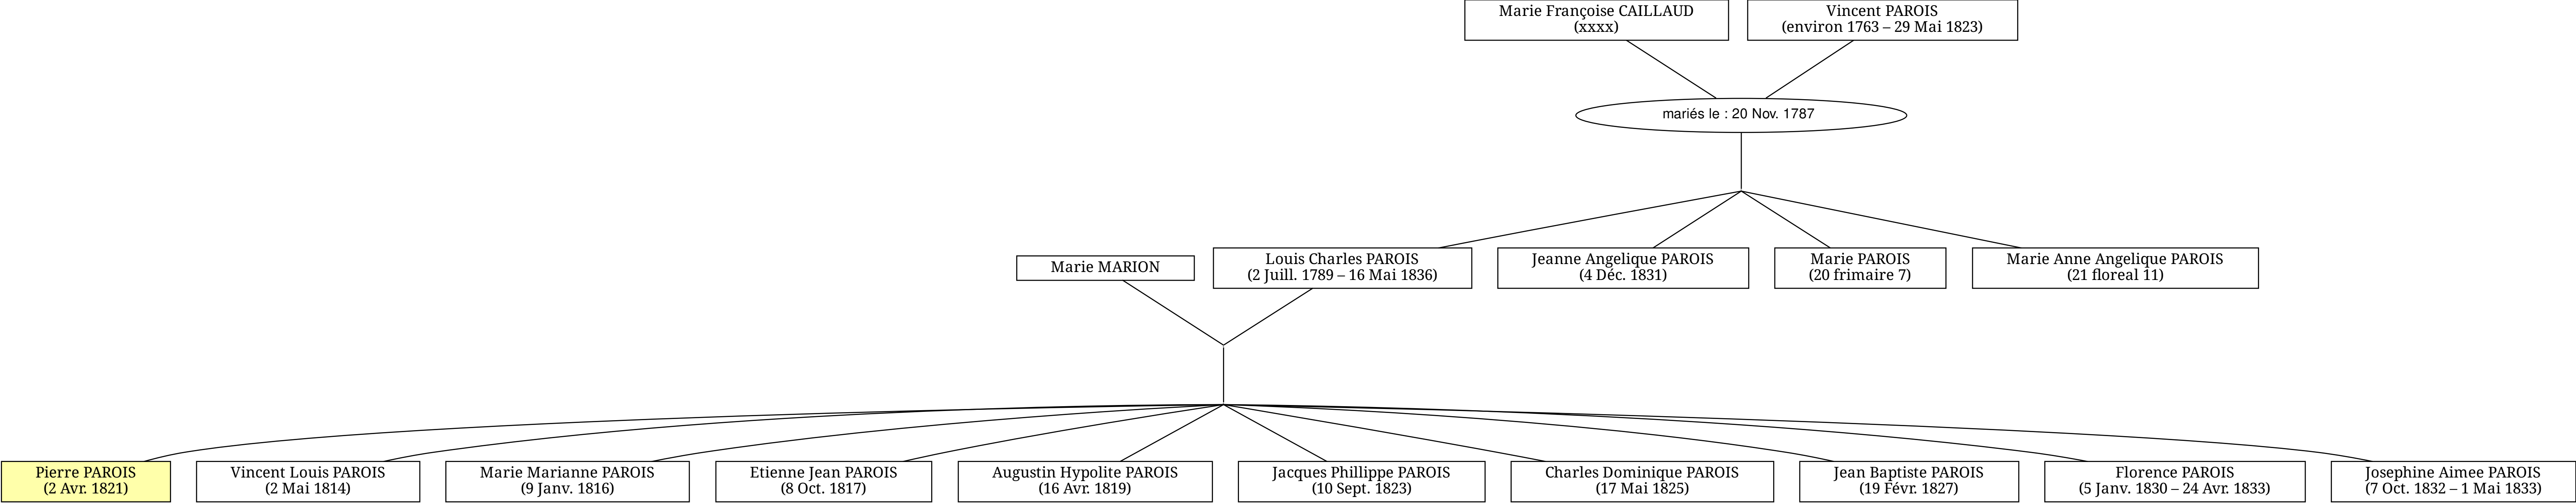 Marie Françoise CAILLAUD
(xxxx)
Vincent PAROIS
(environ 1763 – 29 Mai 1823)
mariés le : 20 Nov. 1787
Marie MARION
Louis Charles PAROIS
(2 Juill. 1789 – 16 Mai 1836)
Jeanne Angelique PAROIS
(4 Déc. 1831)
Marie PAROIS
(20 frimaire 7)
Marie Anne Angelique PAROIS
(21 floreal 11)
Pierre PAROIS
(2 Avr. 1821)
Vincent Louis PAROIS
(2 Mai 1814)
Marie Marianne PAROIS
(9 Janv. 1816)
Etienne Jean PAROIS
(8 Oct. 1817)
Augustin Hypolite PAROIS
(16 Avr. 1819)
Jacques Phillippe PAROIS
(10 Sept. 1823)
Charles Dominique PAROIS
(17 Mai 1825)
Jean Baptiste PAROIS
(19 Févr. 1827)
Florence PAROIS
(5 Janv. 1830 – 24 Avr. 1833)
Josephine Aimee PAROIS
(7 Oct. 1832 – 1 Mai 1833)